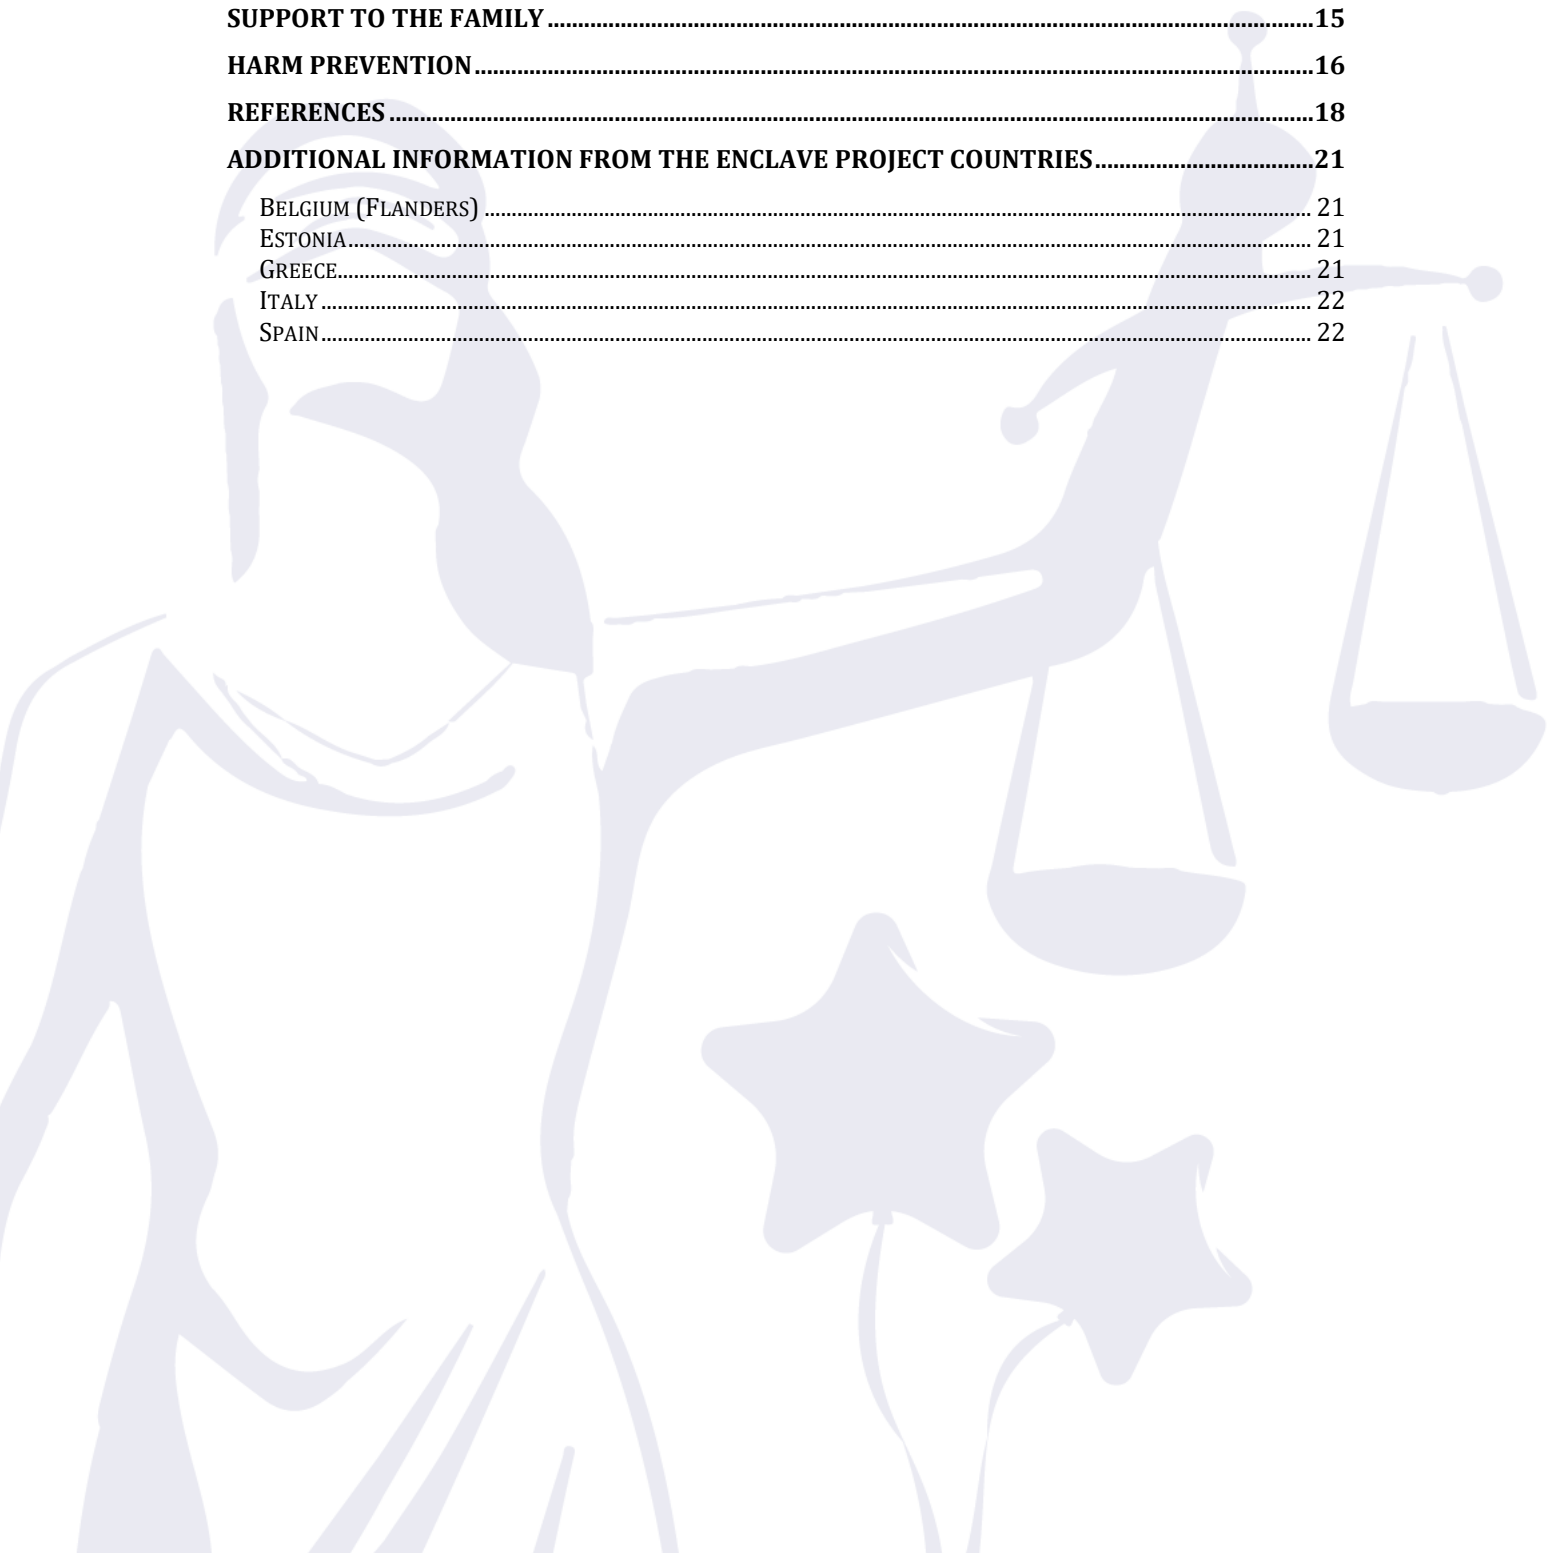 SUPPORT TO THE FAMILY ........ 15
HARM PREVENTION ........ 16
REFERENCES ........ 18
ADDITIONAL INFORMATION FROM THE ENCLAVE PROJECT COUNTRIES ........ 21
BELGIUM (FLANDERS) ........ 21
ESTONIA ........ 21
GREECE ........ 21
ITALY ........ 22
SPAIN ........ 22